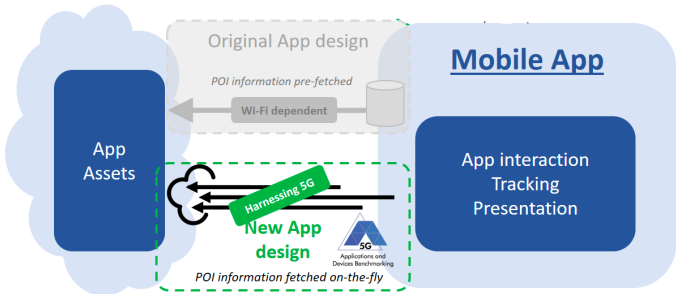 Original App design
POI information pre-fetched
Wi-Fi dependent
Mobile App
App
Assets
App interaction
Tracking
Presentation
Harnessing 5G
New App
design
5G
Applications and
Devices Benchmarking
POI information fetched on-the-fly